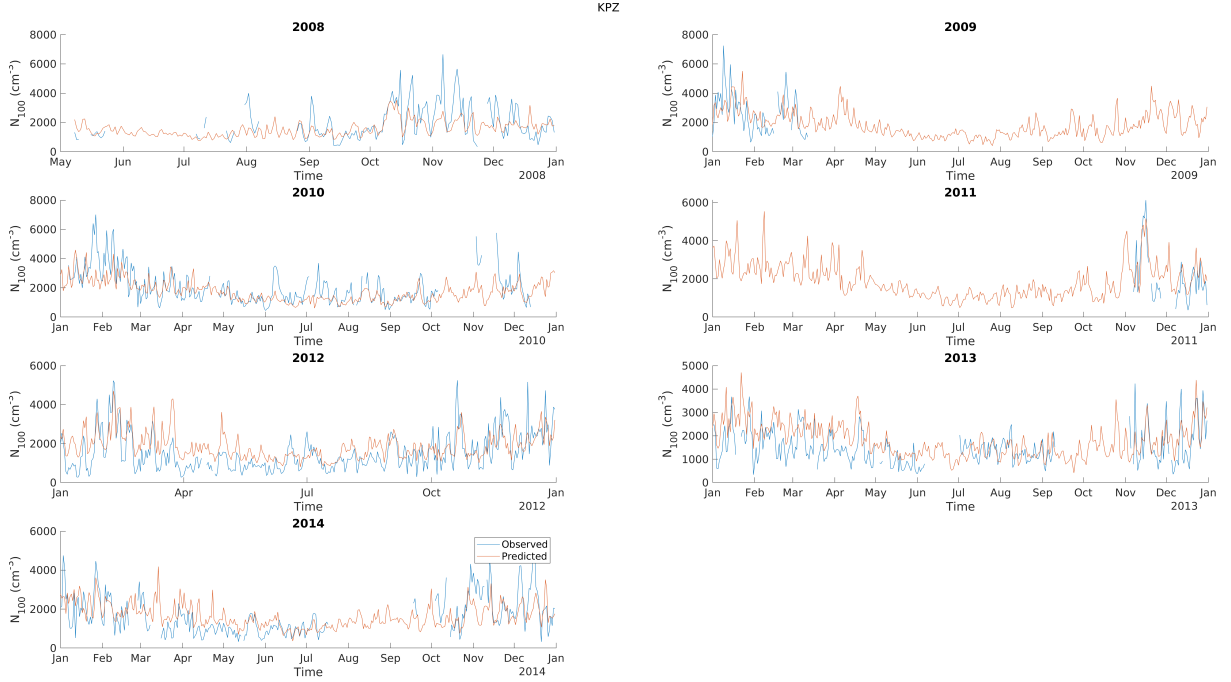 KPZ
2008
8000
6000
4000
2000
0
N100 (cm-3)
May Jun Jul Aug Sep Oct Nov Dec Jan
Time
2008
2009
8000
6000
4000
2000
0
N100 (cm-3)
Jan Feb Mar Apr May Jun Jul Aug Sep Oct Nov Dec Jan
Time
2009
2010
8000
6000
4000
2000
0
N100 (cm-3)
Jan Feb Mar Apr May Jun Jul Aug Sep Oct Nov Dec Jan
Time
2010
2011
6000
4000
2000
0
N100 (cm-3)
Jan Feb Mar Apr May Jun Jul Aug Sep Oct Nov Dec Jan
Time
2011
2012
6000
4000
2000
0
N100 (cm-3)
Jan Apr Jul Oct Jan
Time
2012
2013
5000
4000
3000
2000
1000
0
N100 (cm-3)
Jan Feb Mar Apr May Jun Jul Aug Sep Oct Nov Dec Jan
Time
2013
2014
6000
4000
2000
0
N100 (cm-3)
Observed
Predicted
Jan Feb Mar Apr May Jun Jul Aug Sep Oct Nov Dec Jan
Time
2014